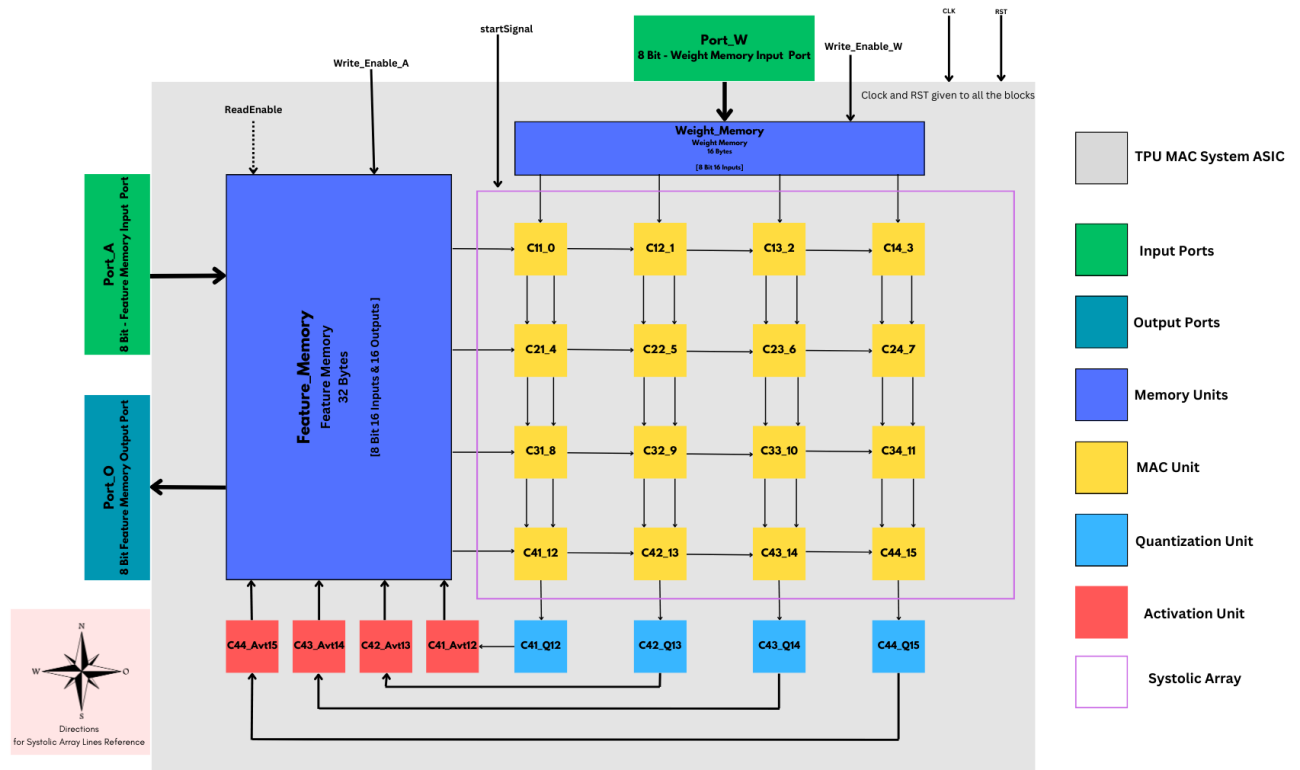 CLK
RST
startSignal
Port_W
8 Bit - Weight Memory Input Port
Write_Enable_W
Write_Enable_A
Clock and RST given to all the blocks
ReadEnable
Weight_Memory
Weight Memory
16 Bytes
[8 Bit 16 Inputs]
Port_A
8 Bit - Feature Memory Input Port
Port_O
8 Bit Feature Memory Output Port
Feature_Memory
Feature Memory
32 Bytes
[8 Bit 16 Inputs & 16 Outputs ]
C11_0
C12_1
C13_2
C14_3
C21_4
C22_5
C23_6
C24_7
C31_8
C32_9
C33_10
C34_11
C41_12
C42_13
C43_14
C44_15
C44_Avt15
C43_Avt14
C42_Avt13
C41_Avt12
C41_Q12
C42_Q13
C43_Q14
C44_Q15
N
W
O
S
Directions
for Systolic Array Lines Reference
TPU MAC System ASIC
Input Ports
Output Ports
Memory Units
MAC Unit
Quantization Unit
Activation Unit
Systolic Array